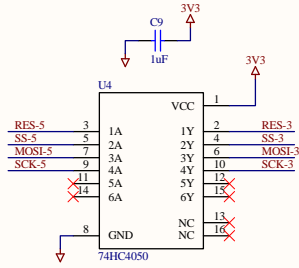 3V3
C9
1uF
3V3
U4
VCC 1
RES-5 3 1A 1Y 2 RES-3
SS-5 5 2A 2Y 4 SS-3
MOSI-5 7 3A 3Y 6 MOSI-3
SCK-5 9 4A 4Y 10 SCK-3
11 5A 5Y 12
14 6A 6Y 15
NC 13
8 GND NC 16
74HC4050